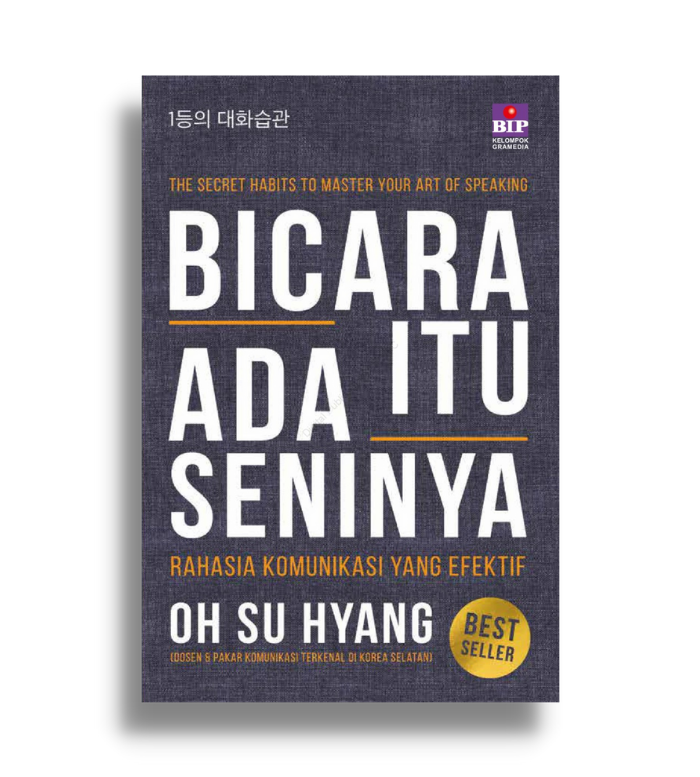 1등의 대화습관
BIP
KELOMPOK
GRAMEDIA
THE SECRET HABITS TO MASTER YOUR ART OF SPEAKING
BICARA
ITU
ADA
SENINYA
RAHASIA KOMUNIKASI YANG EFEKTIF
OH SU HYANG
(DOSEN & PAKAR KOMUNIKASI TERKENAL DI KOREA SELATAN)
BEST
SELLER